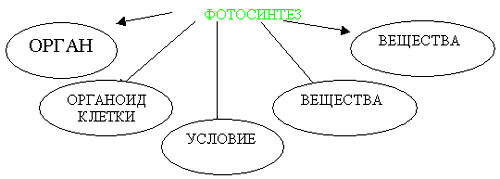 ФОТОСИНТЕЗ
ОРГАН
ВЕЩЕСТВА
ОРГАНОИД
КЛЕТКИ
ВЕЩЕСТВА
УСЛОВИЕ